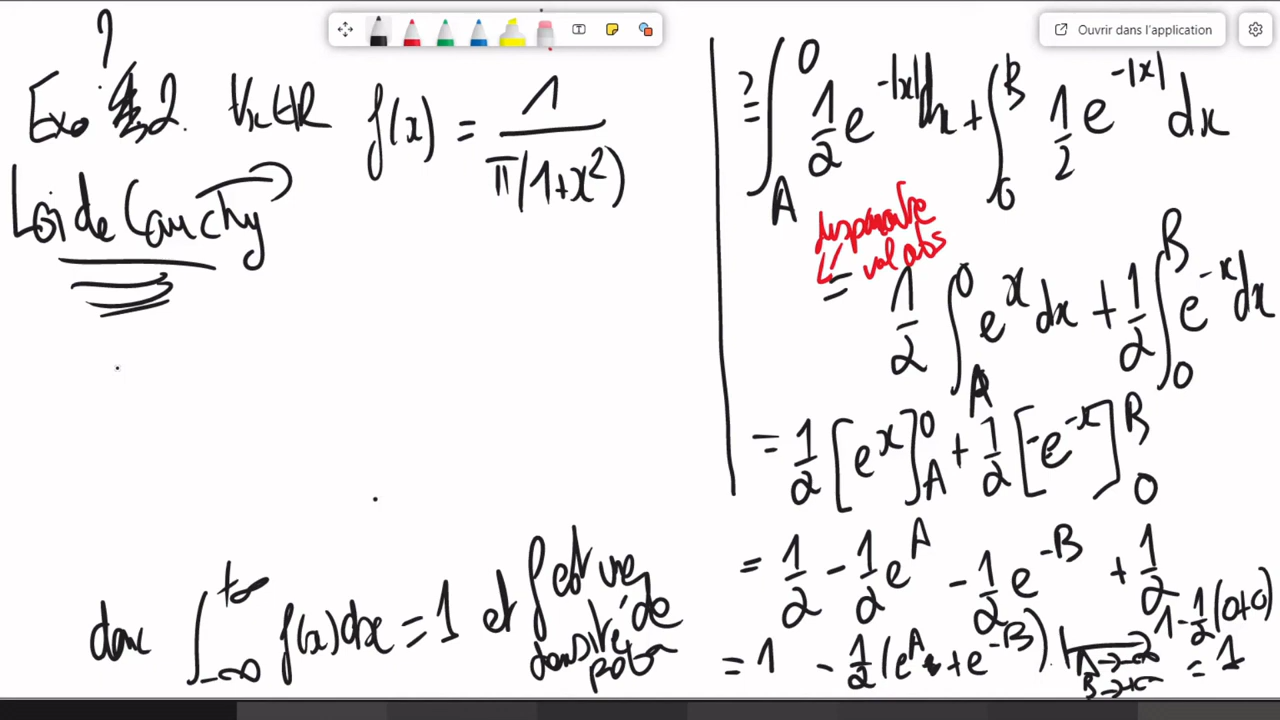 Ouvrir dans l'application
?
Exo 2. ∀x∈ℝ f(x) = 1/(π(1+x²))
Loi de Cauchy
donc ∫_{-∞}^{+∞} f(x)dx = 1 et f est une densité de
?= ∫_A^0 1/2 e^{-|x|}dx + ∫_0^B 1/2 e^{-|x|}dx
disparaître
val abs
= 1/2 ∫_A^0 e^x dx + 1/2 ∫_0^B e^{-x}dx
= 1/2 [e^x]_A^0 + 1/2 [-e^{-x}]_0^B
= 1/2 - 1/2 e^A - 1/2 e^{-B} + 1/2
= 1 - 1/2 (e^A + e^{-B}) → A→-∞ B→+∞ 1-1/2(0+0) = 1